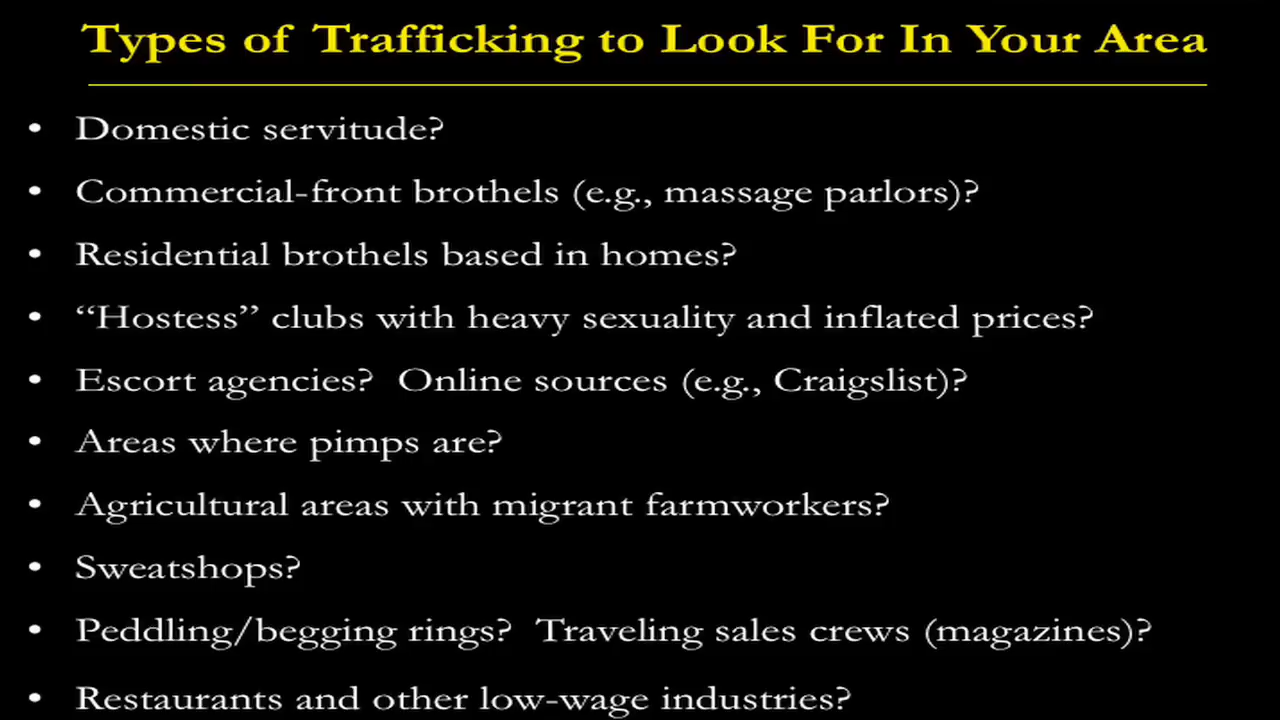 Types of Trafficking to Look For In Your Area
• Domestic servitude?
• Commercial-front brothels (e.g., massage parlors)?
• Residential brothels based in homes?
• “Hostess” clubs with heavy sexuality and inflated prices?
• Escort agencies?  Online sources (e.g., Craigslist)?
• Areas where pimps are?
• Agricultural areas with migrant farmworkers?
• Sweatshops?
• Peddling/begging rings?  Traveling sales crews (magazines)?
• Restaurants and other low-wage industries?